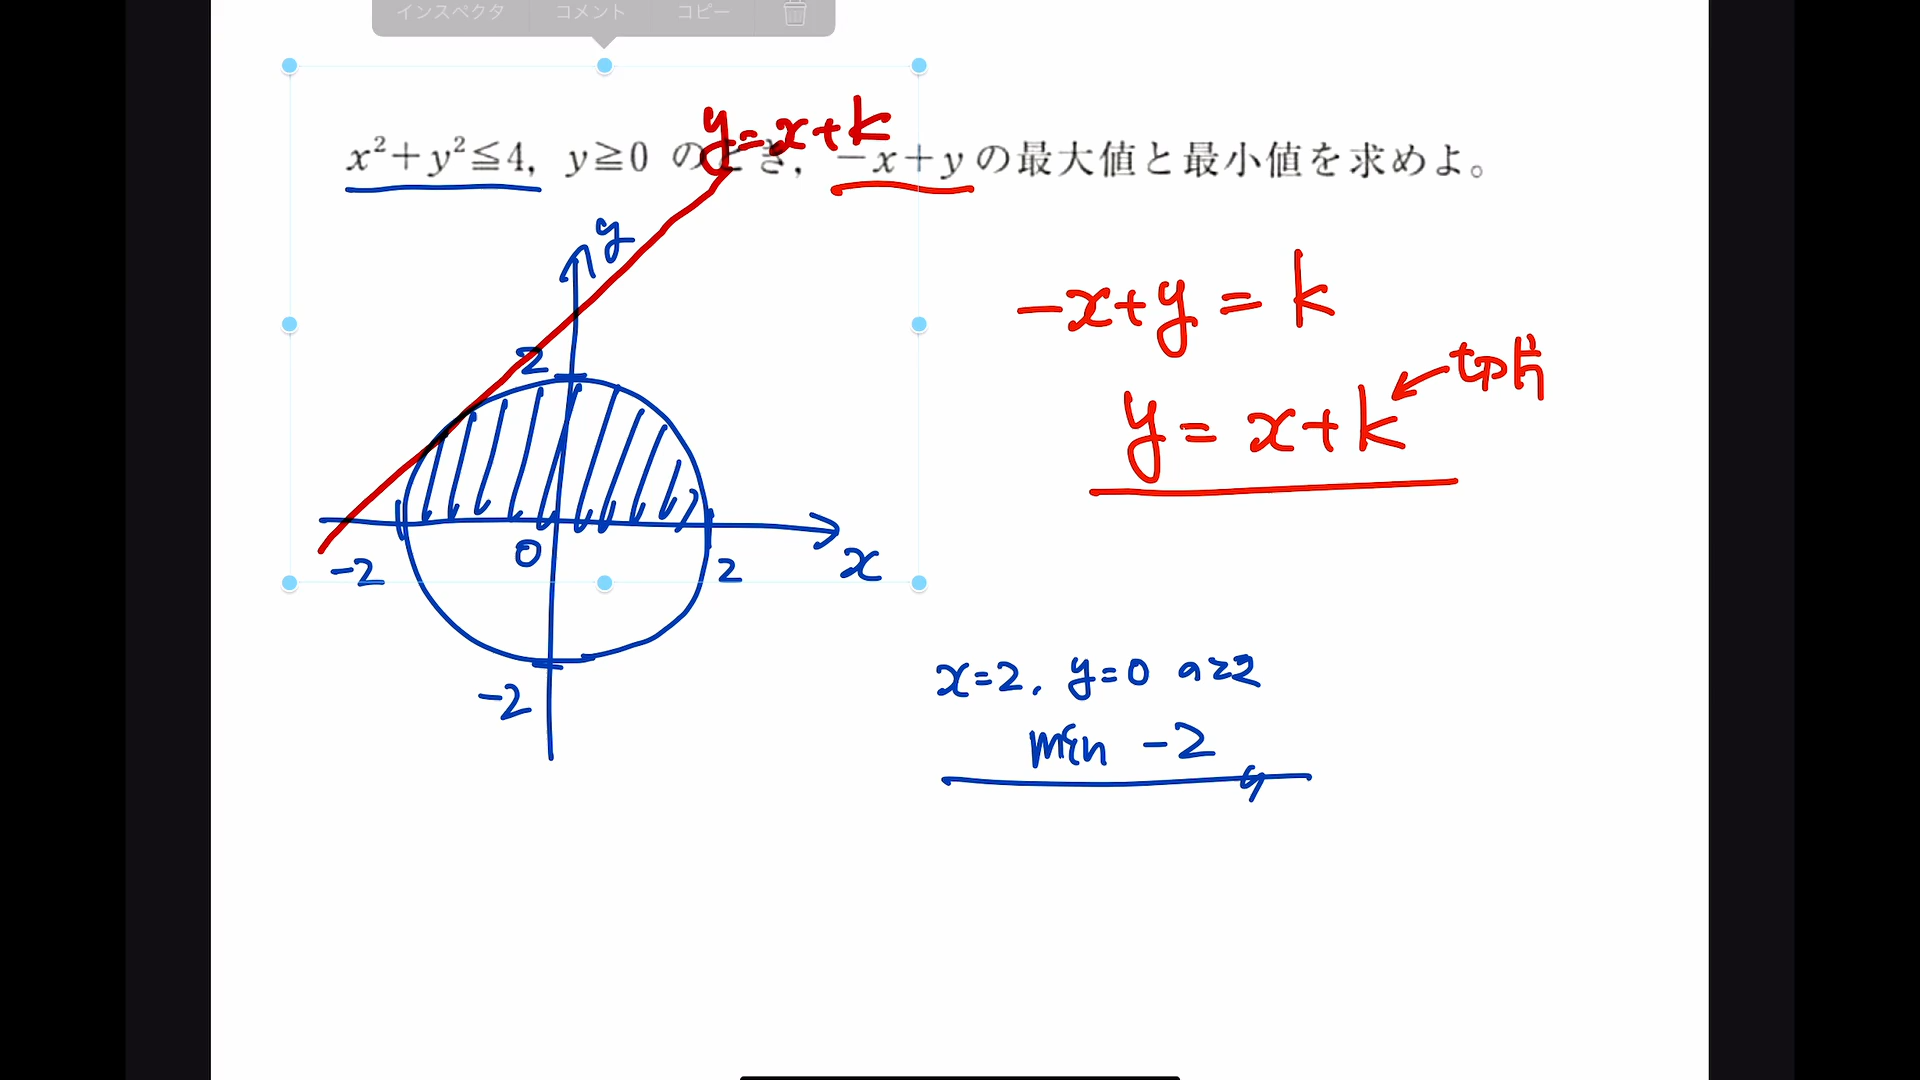 インスペクタ コメント コピー
y=x+k
x²+y²≦4, y≧0 のとき, −x+yの最大値と最小値を求めよ。
y
−x+y = k
2
y = x+k
−2 0 2 x
x=2, y=0 のとき
−2
min −2